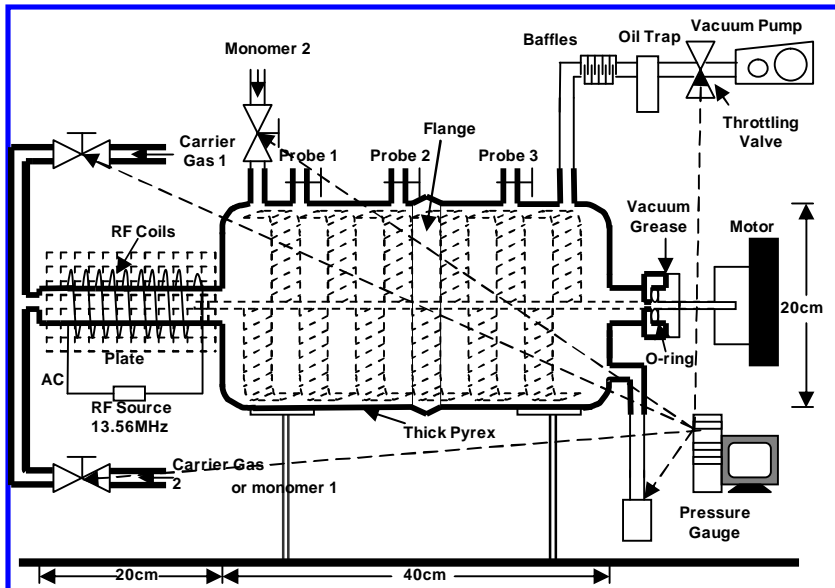 Vacuum Pump
Oil Trap
Baffles
Monomer 2
Throttling
Valve
Flange
Carrier
Gas 1
Probe 1
Probe 2
Probe 3
Vacuum
Grease
Motor
RF Coils
20cm
Plate
O-ring
AC
RF Source
13.56MHz
Thick Pyrex
Carrier Gas
2
or monomer 1
Pressure
Gauge
20cm
40cm